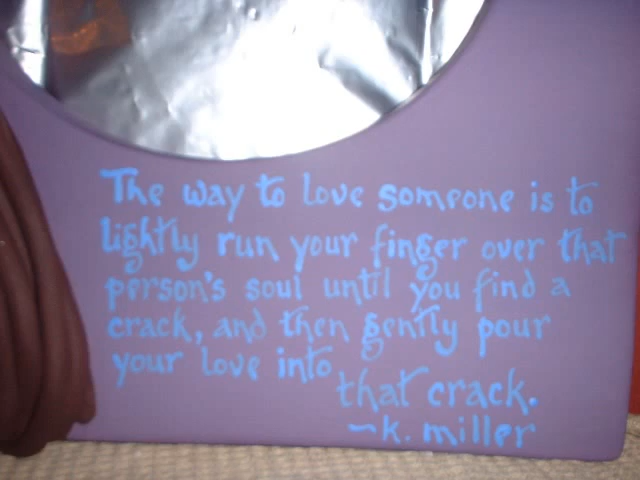 The way to love someone is to
lightly run your finger over that
person's soul until you find a
crack, and then gently pour
your love into
that crack.
~k. miller